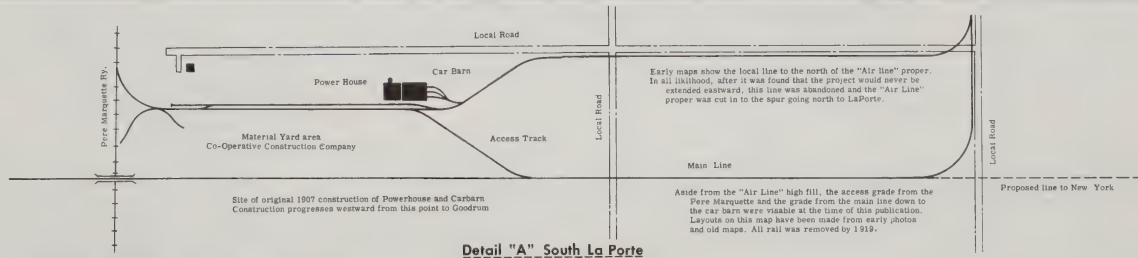 Local Road
Pere Marquette Ry.
Power House
Car Barn
Early maps show the local line to the north of the "Air line" proper.
In all liklihood, after it was found that the project would never be
extended eastward, this line was abandoned and the "Air Line"
proper was cut in to the spur going north to LaPorte.
Material Yard area
Co-Operative Construction Company
Access Track
Local Road
Local Road
Main Line
Proposed line to New York
Site of original 1907 construction of Powerhouse and Carbarn
Construction progresses westward from this point to Goodrum
Aside from the "Air Line" high fill, the access grade from the
Pere Marquette and the grade from the main line down to
the car barn were visable at the time of this publication.
Layouts on this map have been made from early photos
and old maps. All rail was removed by 1919.
Detail "A" South La Porte